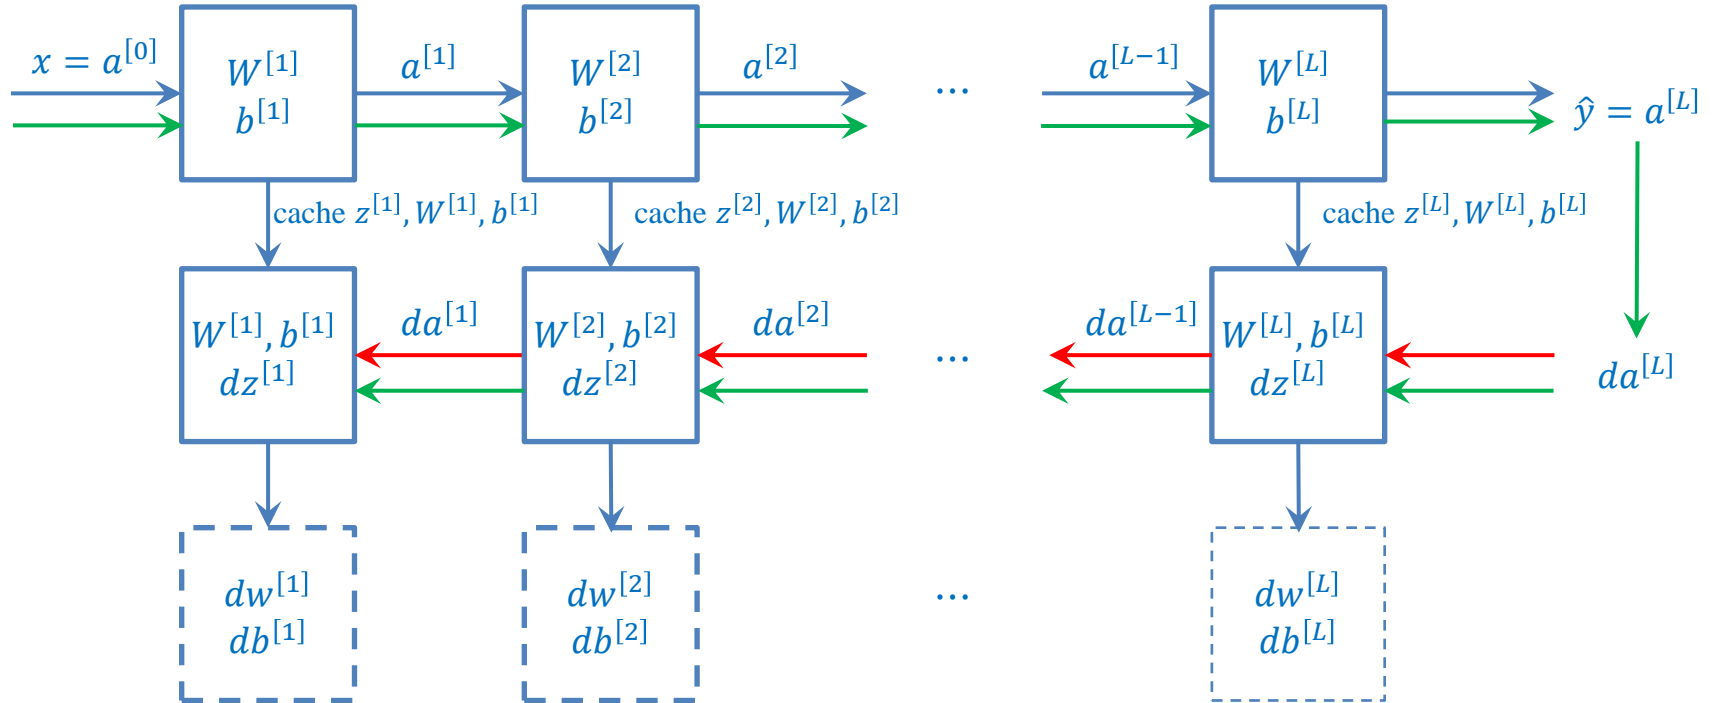 x = a^[0]
W^[1]
b^[1]
a^[1]
W^[2]
b^[2]
a^[2]
...
a^[L−1]
W^[L]
b^[L]
ŷ = a^[L]
cache z^[1], W^[1], b^[1]
cache z^[2], W^[2], b^[2]
cache z^[L], W^[L], b^[L]
W^[1], b^[1]
dz^[1]
da^[1]
W^[2], b^[2]
dz^[2]
da^[2]
...
da^[L−1]
W^[L], b^[L]
dz^[L]
da^[L]
dw^[1]
db^[1]
dw^[2]
db^[2]
...
dw^[L]
db^[L]